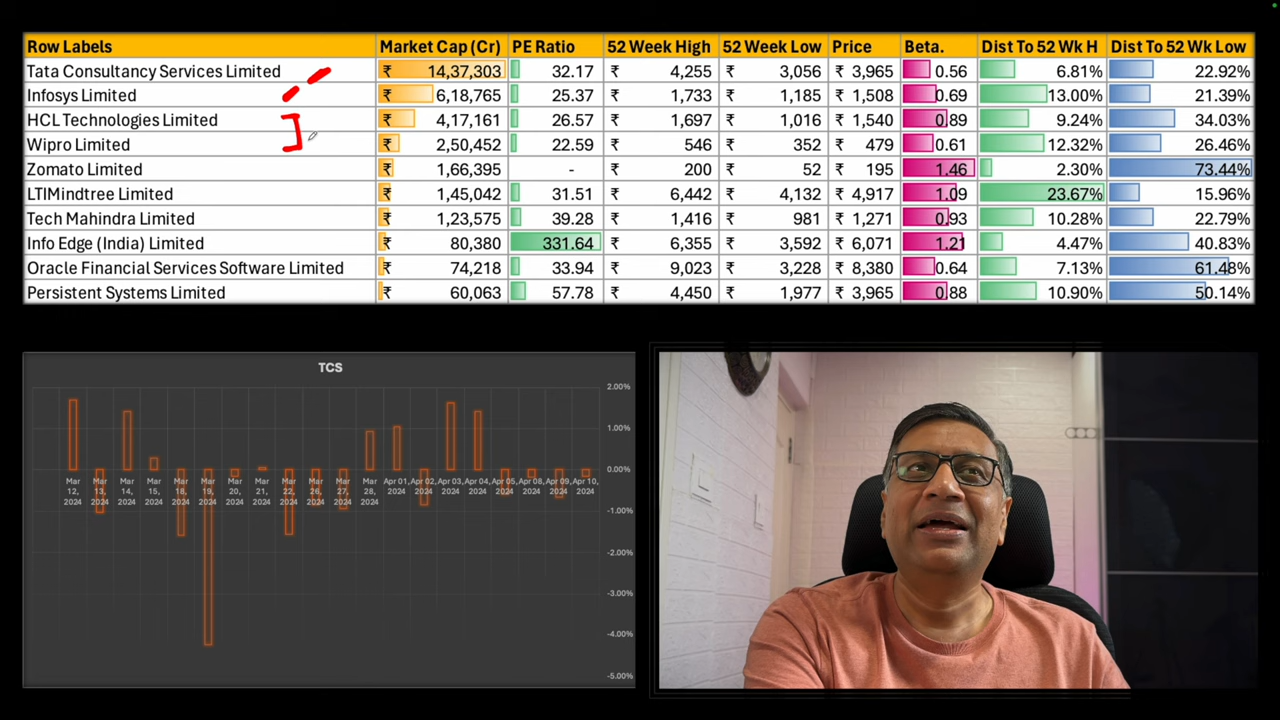 Row Labels Market Cap (Cr) PE Ratio 52 Week High 52 Week Low Price Beta. Dist To 52 Wk H Dist To 52 Wk Low
Tata Consultancy Services Limited ₹ 14,37,303 32.17 ₹ 4,255 ₹ 3,056 ₹ 3,965 0.56 6.81% 22.92%
Infosys Limited ₹ 6,18,765 25.37 ₹ 1,733 ₹ 1,185 ₹ 1,508 0.69 13.00% 21.39%
HCL Technologies Limited ₹ 4,17,161 26.57 ₹ 1,697 ₹ 1,016 ₹ 1,540 0.89 9.24% 34.03%
Wipro Limited ₹ 2,50,452 22.59 ₹ 546 ₹ 352 ₹ 479 0.61 12.32% 26.46%
Zomato Limited ₹ 1,66,395 - ₹ 200 ₹ 52 ₹ 195 1.46 2.30% 73.44%
LTIMindtree Limited ₹ 1,45,042 31.51 ₹ 6,442 ₹ 4,132 ₹ 4,917 1.09 23.67% 15.96%
Tech Mahindra Limited ₹ 1,23,575 39.28 ₹ 1,416 ₹ 981 ₹ 1,271 0.93 10.28% 22.79%
Info Edge (India) Limited ₹ 80,380 331.64 ₹ 6,355 ₹ 3,592 ₹ 6,071 1.21 4.47% 40.83%
Oracle Financial Services Software Limited ₹ 74,218 33.94 ₹ 9,023 ₹ 3,228 ₹ 8,380 0.64 7.13% 61.48%
Persistent Systems Limited ₹ 60,063 57.78 ₹ 4,450 ₹ 1,977 ₹ 3,965 0.88 10.90% 50.14%
TCS
2.00%
1.00%
0.00%
Mar Mar Mar Mar Mar Mar Mar Mar Mar Mar Mar Mar Apr 01, Apr 02, Apr 03, Apr 04, Apr 05, Apr 08, Apr 09, Apr 10,
12, 13, 14, 15, 18, 19, 20, 21, 22, 26, 27, 28, 2024 2024 2024 2024 2024 2024 2024 2024
2024 2024 2024 2024 2024 2024 2024 2024 2024 2024 2024 2024
-1.00%
-2.00%
-3.00%
-4.00%
-5.00%